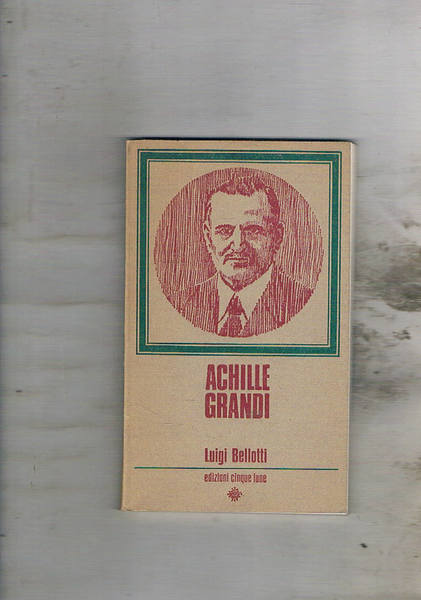 ACHILLE
GRANDI
Luigi Bellotti
edizioni cinque lune